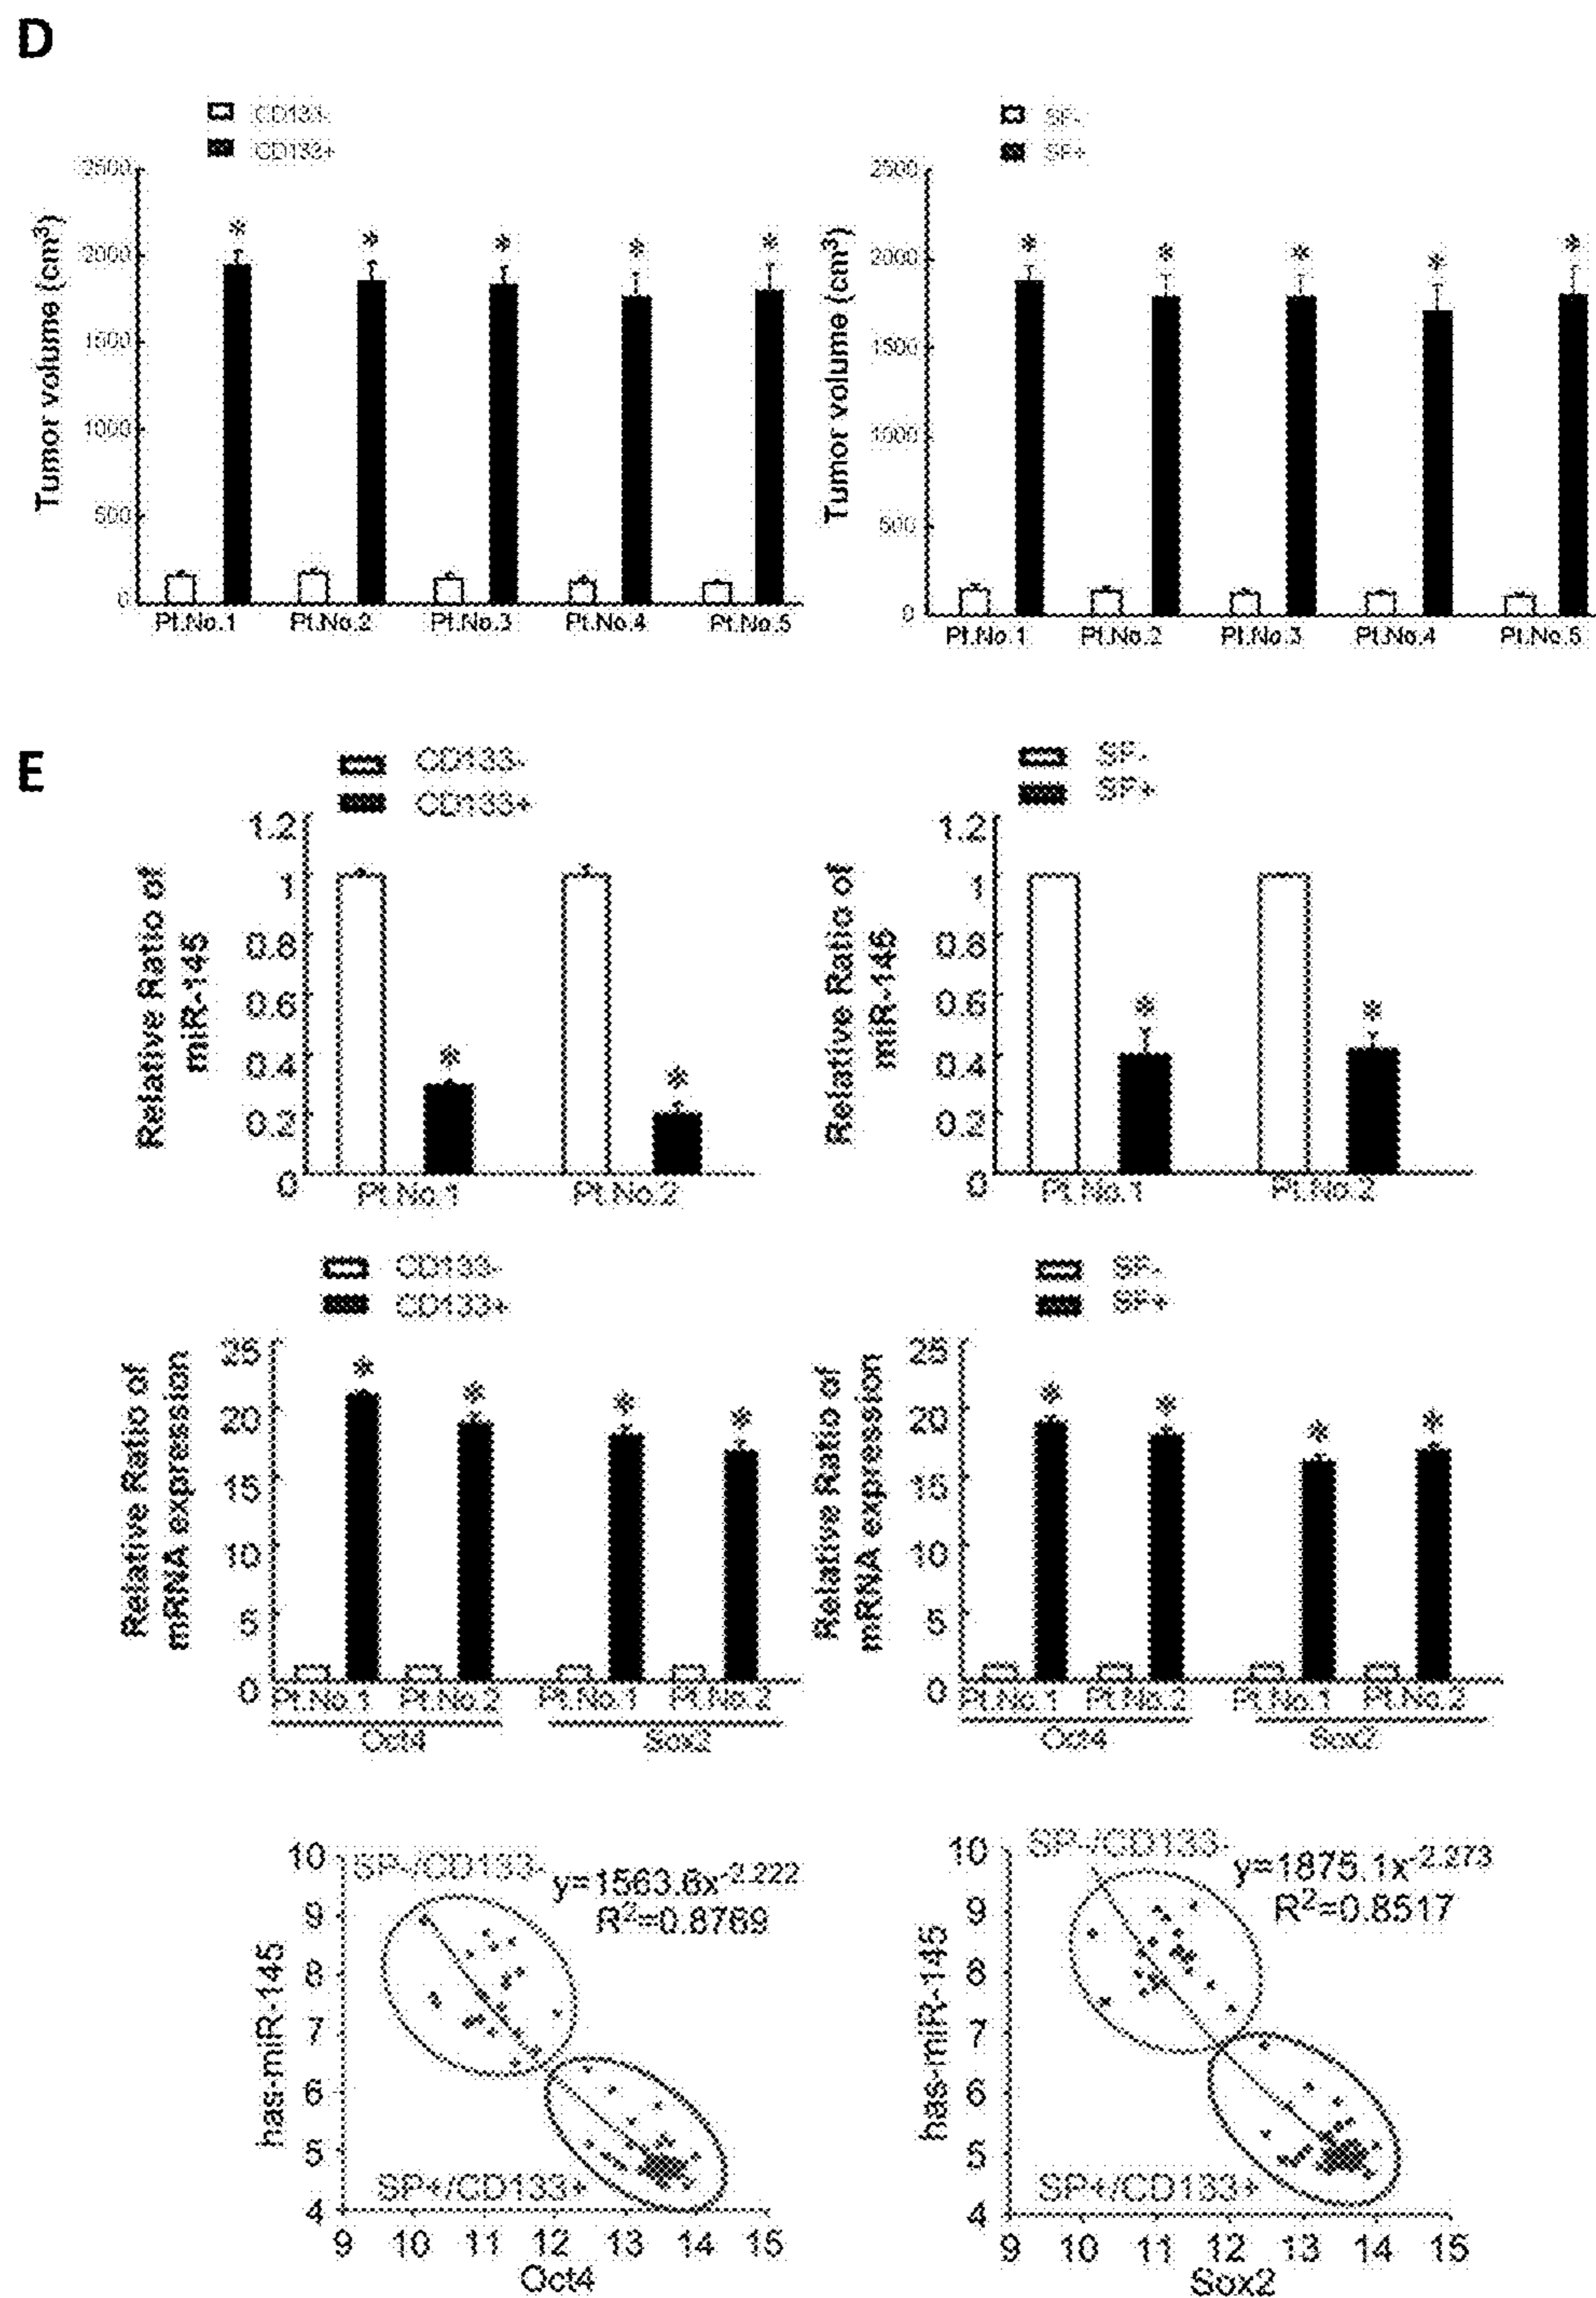 D
CD133-
CD133+
2500
2000
1500
1000
500
0
Tumor volume (cm³)
*
*
*
*
*
Pt.No.1 Pt.No.2 Pt.No.3 Pt.No.4 Pt.No.5
SP-
SP+
2500
2000
1500
1000
500
0
Tumor volume (cm³)
*
*
*
*
*
Pt.No.1 Pt.No.2 Pt.No.3 Pt.No.4 Pt.No.5
E
CD133-
CD133+
1.2
1
0.8
0.6
0.4
0.2
0
Relative Ratio of
miR-145
*
*
Pt.No.1 Pt.No.2
SP-
SP+
1.2
1
0.8
0.6
0.4
0.2
0
Relative Ratio of
miR-145
*
*
Pt.No.1 Pt.No.2
CD133-
CD133+
25
20
15
10
5
0
Relative Ratio of
mRNA expression
*
*
*
*
Pt.No.1 Pt.No.2 Pt.No.1 Pt.No.2
Oct4 Sox2
SP-
SP+
25
20
15
10
5
0
Relative Ratio of
mRNA expression
*
*
*
*
Pt.No.1 Pt.No.2 Pt.No.1 Pt.No.2
Oct4 Sox2
SP-/CD133-
y=1563.6x^-2.222
R²=0.8769
10
9
8
7
6
5
4
has-miR-145
SP+/CD133+
9 10 11 12 13 14 15
Oct4
SP-/CD133-
y=1875.1x^-2.273
R²=0.8517
10
9
8
7
6
5
4
has-miR-145
SP+/CD133+
9 10 11 12 13 14 15
Sox2